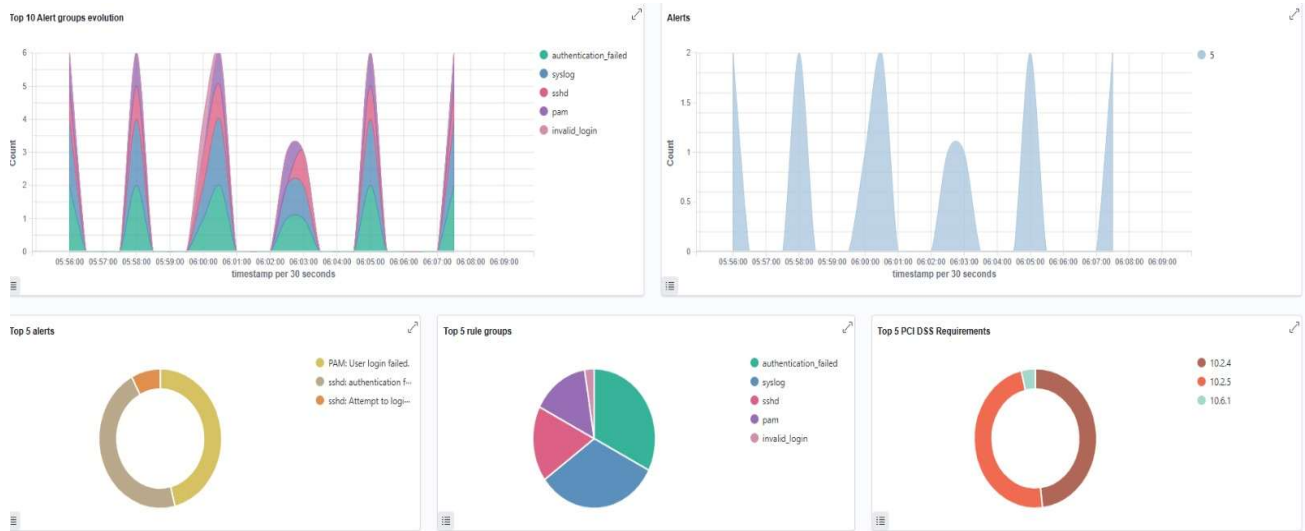 Top 10 Alert groups evolution
Alerts
6
5
4
3
2
1
0
Count
05:56:00 05:57:00 05:58:00 05:59:00 06:00:00 06:01:00 06:02:00 06:03:00 06:04:00 06:05:00 06:06:00 06:07:00 06:08:00 06:09:00
timestamp per 30 seconds
authentication_failed
syslog
sshd
pam
invalid_login
2
1.5
1
0.5
0
Count
05:56:00 05:57:00 05:58:00 05:59:00 06:00:00 06:01:00 06:02:00 06:03:00 06:04:00 06:05:00 06:06:00 06:07:00 06:08:00 06:09:00
timestamp per 30 seconds
5
Top 5 alerts
PAM: User login failed.
sshd: authentication f--
sshd: Attempt to logi--
Top 5 rule groups
authentication_failed
syslog
sshd
pam
invalid_login
Top 5 PCI DSS Requirements
10.2.4
10.2.5
10.6.1